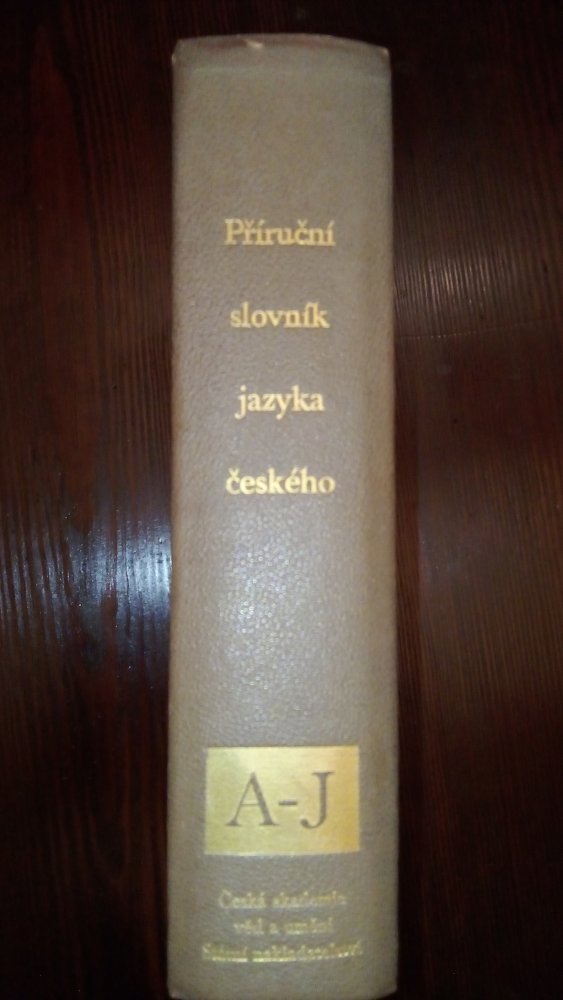 Příruční
slovník
jazyka
českého
A-J
Česká akademie
věd a umění
Státní nakladatelství